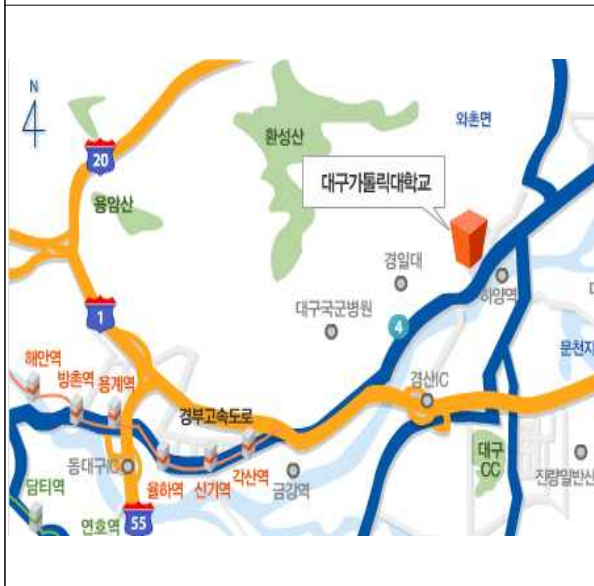 N
와촌면
환성산
20
대구가톨릭대학교
용암산
경일대
하양역
대구국군병원
1
4
문천지
해안역
방촌역
용계역
경산IC
경부고속도로
대구
CC
동대구IC
율하역
신기역
각산역
금강역
진량일반산
담티역
연호역
55